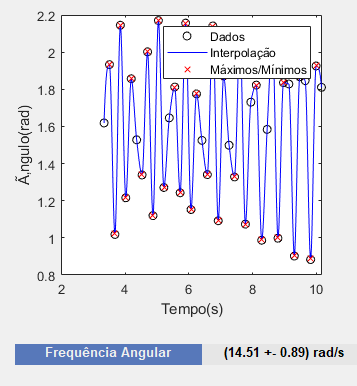 2.2
2
1.8
1.6
1.4
1.2
1
0.8
Ã‚ngulo(rad)
Dados
Interpolação
Máximos/Mínimos
2
4
6
8
10
Tempo(s)
Frequência Angular (14.51 +- 0.89) rad/s